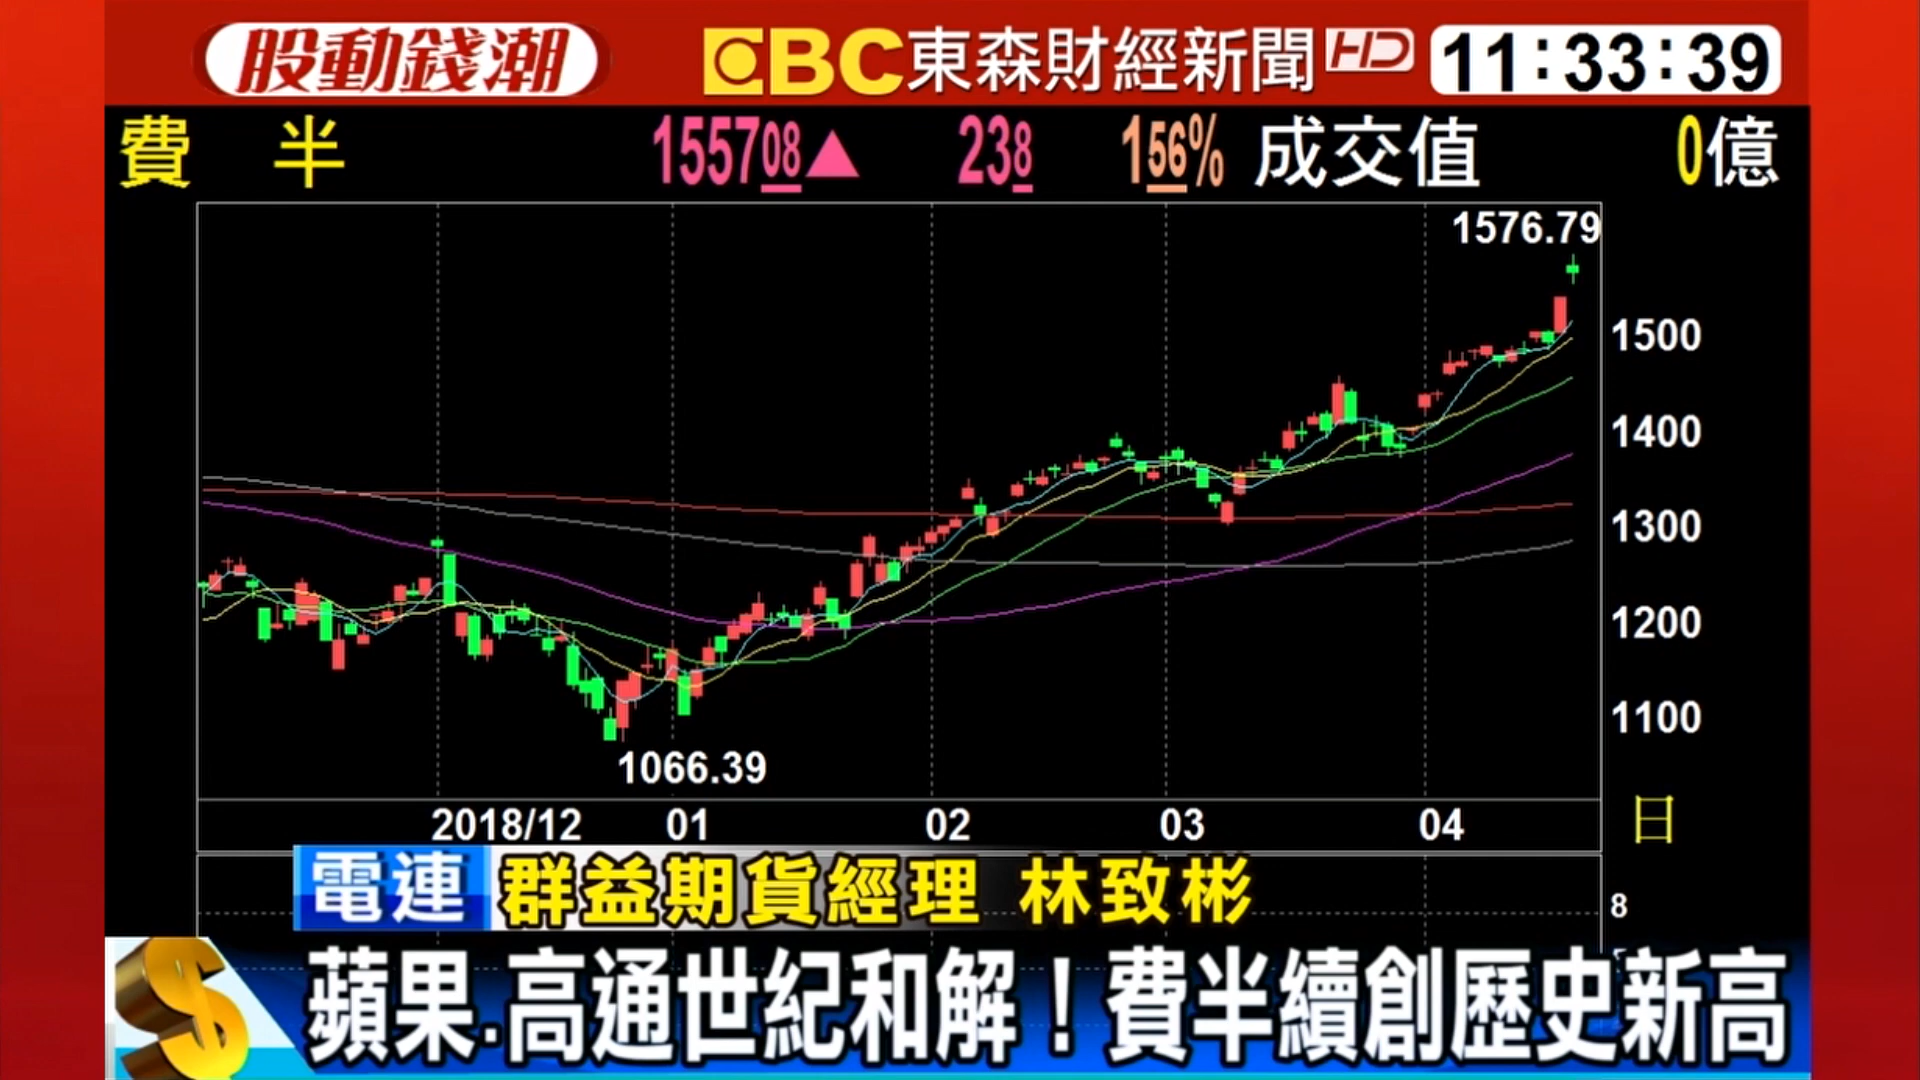 股動錢潮 EBC東森財經新聞 HD 11:33:39
費 半 155708▲ 238 156% 成交值 0億
1576.79
1500
1400
1300
1200
1100
1066.39
2018/12 01 02 03 04 日
電連 群益期貨經理 林致彬
8
蘋果.高通世紀和解!費半續創歷史新高